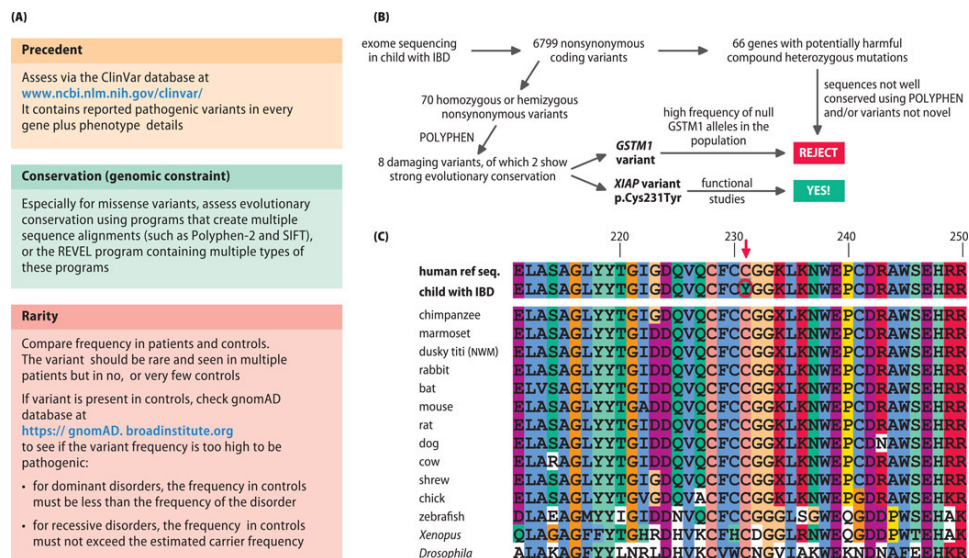 (A)
Precedent
Assess via the ClinVar database at
www.ncbi.nlm.nih.gov/clinvar/
It contains reported pathogenic variants in every
gene plus phenotype details
Conservation (genomic constraint)
Especially for missense variants, assess evolutionary
conservation using programs that create multiple
sequence alignments (such as Polyphen-2 and SIFT),
or the REVEL program containing multiple types of
these programs
Rarity
Compare frequency in patients and controls.
The variant should be rare and seen in multiple
patients but in no, or very few controls
If variant is present in controls, check gnomAD
database at
https:// gnomAD. broadinstitute.org
to see if the variant frequency is too high to be
pathogenic:
• for dominant disorders, the frequency in controls
must be less than the frequency of the disorder
• for recessive disorders, the frequency in controls
must not exceed the estimated carrier frequency
(B)
exome sequencing
in child with IBD
6799 nonsynonymous
coding variants
66 genes with potentially harmful
compound heterozygous mutations
70 homozygous or hemizygous
nonsynonymous variants
sequences not well
conserved using POLYPHEN
and/or variants not novel
POLYPHEN
8 damaging variants, of which 2 show
strong evolutionary conservation
GSTM1
variant
high frequency of null
GSTM1 alleles in the
population
REJECT
XIAP variant
p.Cys231Tyr
functional
studies
YES!
(C)
220 230 240 250
human ref seq. ELASAGLYYTGIGDQVQCFCCGGKLKNWEPCDRAWSEHRR
child with IBD ELASAGLYYTGIGDQVQCFCYGGKLKNWEPCDRAWSEHRR
chimpanzee ELASAGLYYTGIGDQVQCFCCGGXLKNWEPCDRAWSEHRR
marmoset ELASAGLYYTGIDDQVQCFCCGGKLKNWEPCDRAWSEHRR
dusky titi (NWM) ELASAGLYYTGIDDQVQCFCCGGXLKNWEPCDRAWSEHRR
rabbit ELASAGLYYTGIDDQVQCFCCGGKLKNWEPCDRAWSEHRR
bat ELVSAGLYYTGIDDQVQCFCCGGKLKNWEPCDRAWSEHRR
mouse ELASAGLYYTGADDQVQCFCCGGKLKNWEPCDRAWSEHRR
rat ELASAGLYYTGIDDQVQCFCCGGKLKNWEPCDRAWSEHRR
dog ELASAGLYYTGIDDQVQCFCCGGKLKNWEPCDNAWSEHRR
cow ELARAGLYYTGIDDQVQCFCCGGKLKNWEPCDRAWSEHRR
shrew ELASAGLYYTGIGDQVQCFCCGGKLKNWEPCDRAWSEHRR
chick ELASAGLYYTGVGDQVACFCCGGKLKNWEPGDRAWSEHKR
zebrafish DLAEAGMYYIGIDDNVQCFCCGGGLSGWEQGDDPWSEHAK
Xenopus
Drosophila